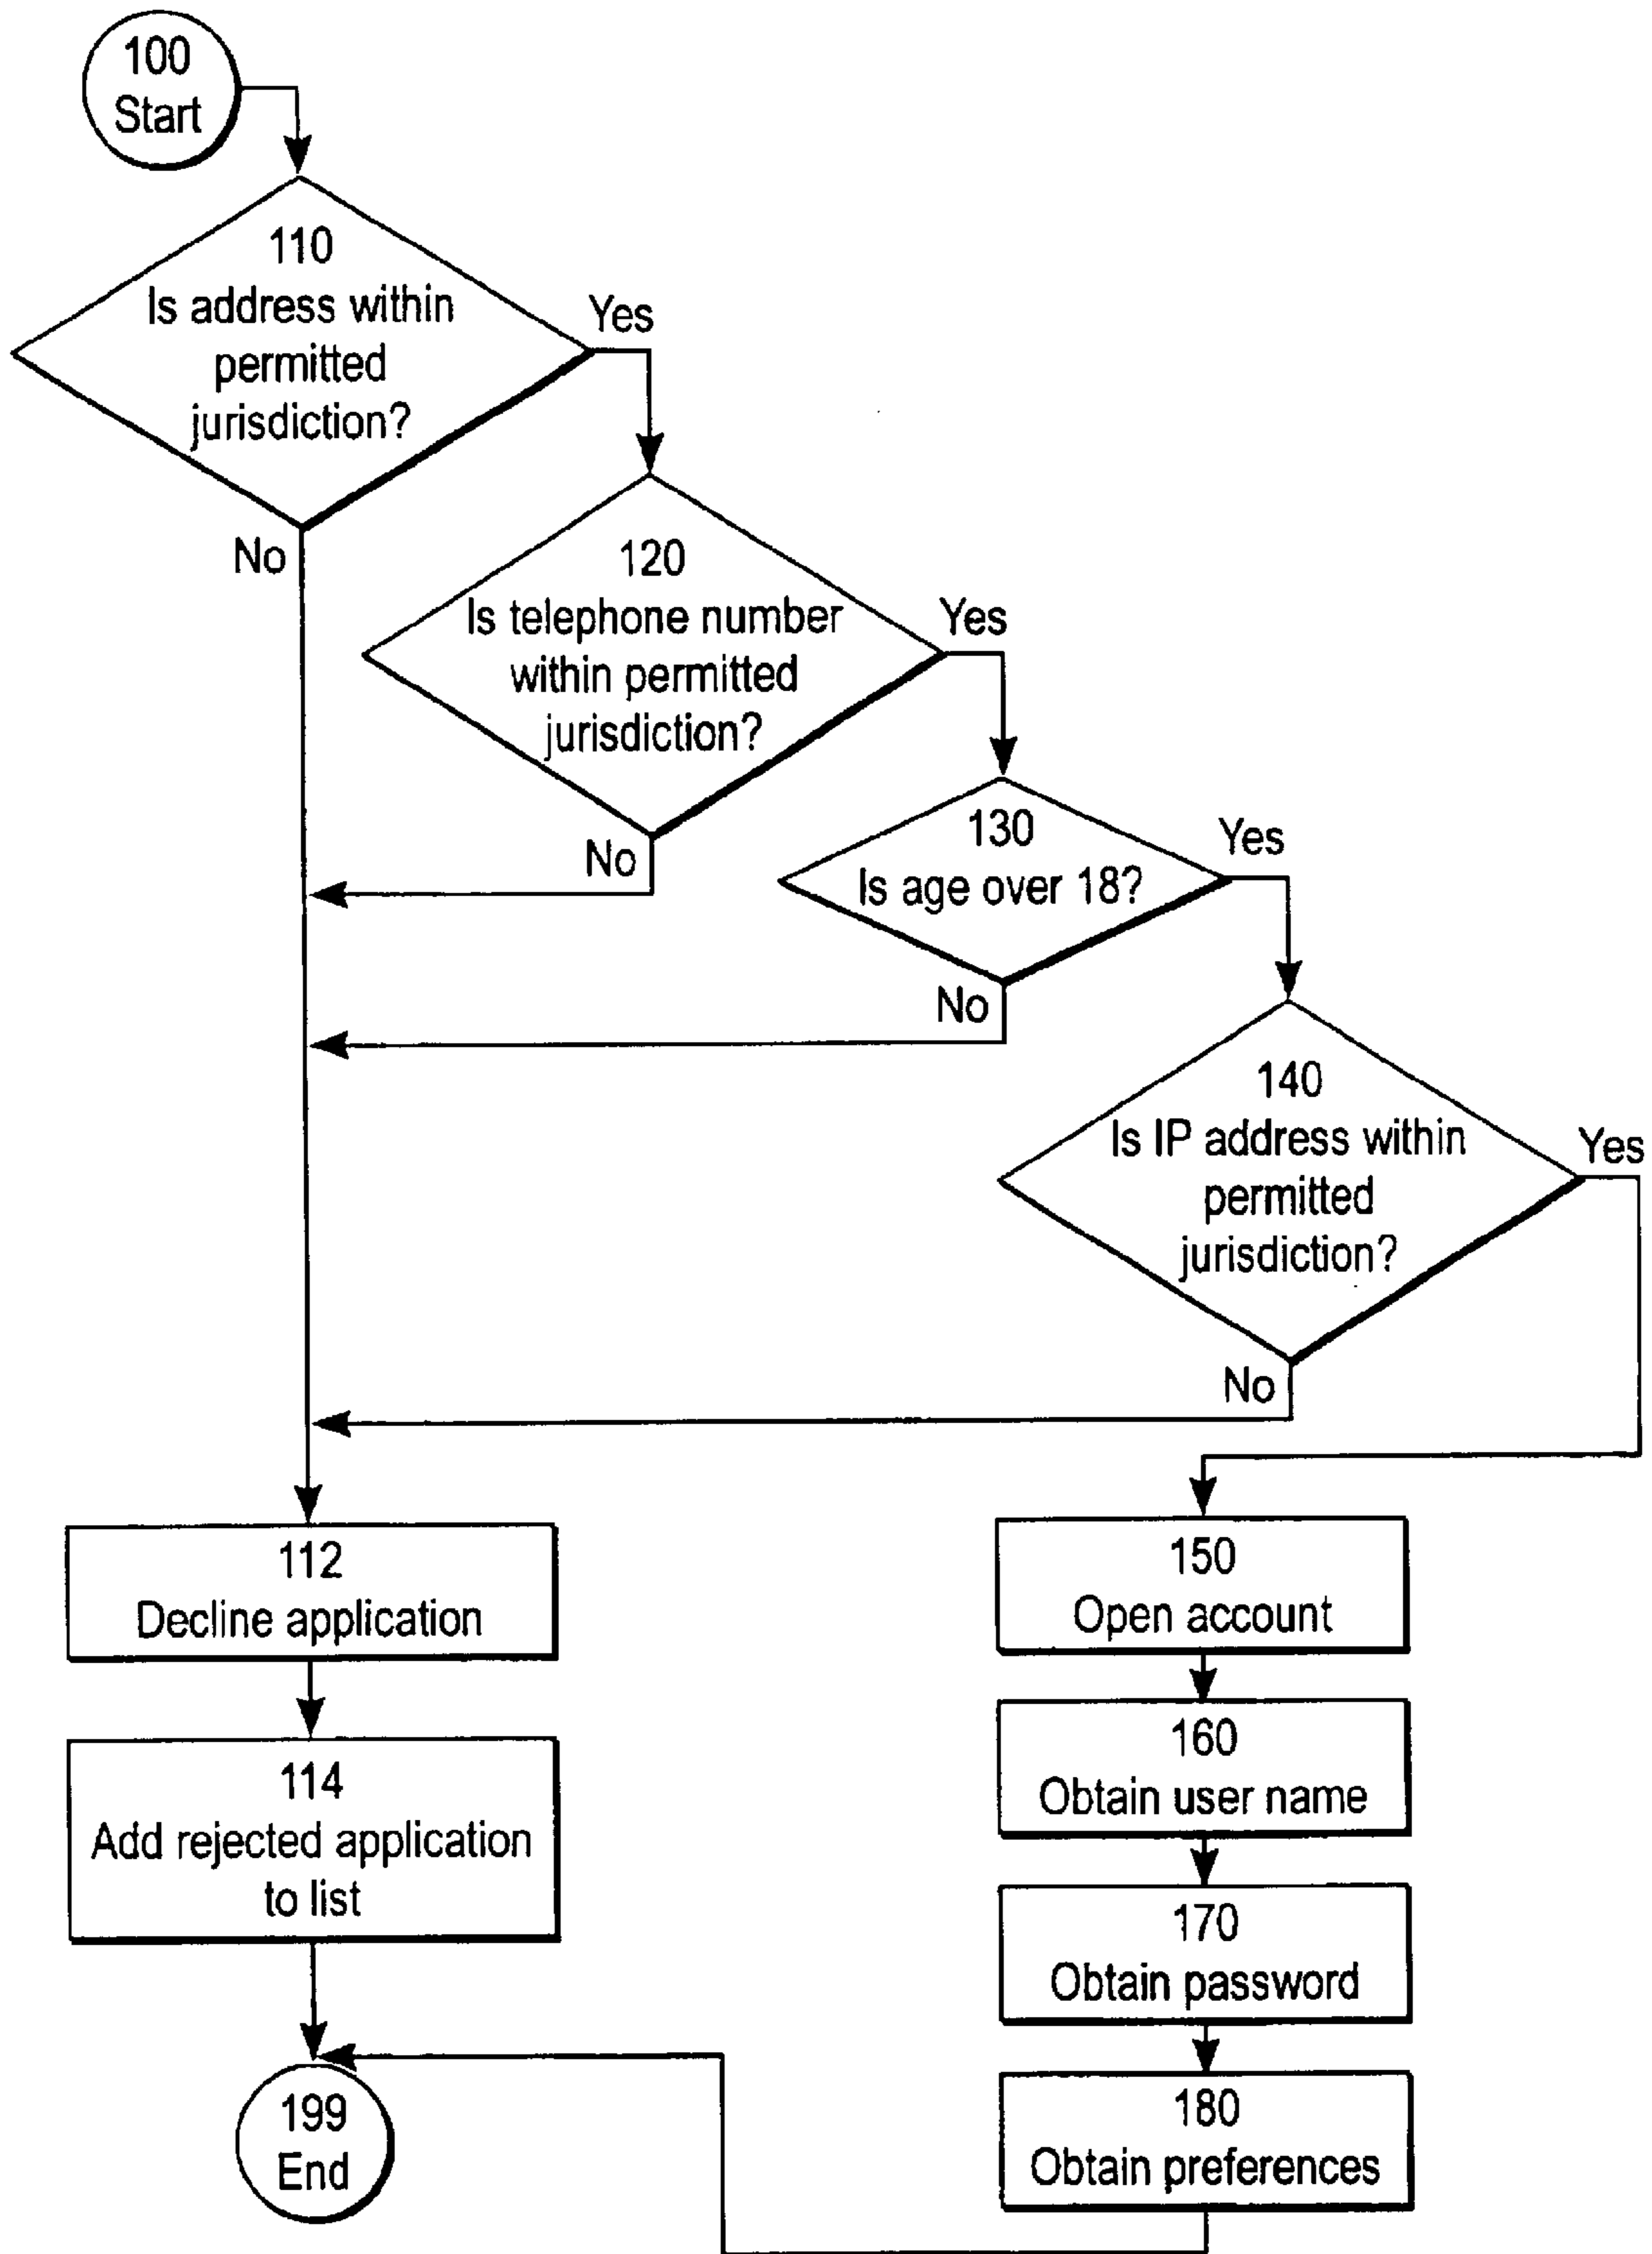 100
Start
110
Is address within
permitted
jurisdiction?
Yes
No
120
Is telephone number
within permitted
jurisdiction?
Yes
No
130
Is age over 18?
Yes
No
140
Is IP address within
permitted
jurisdiction?
Yes
No
112
Decline application
114
Add rejected application
to list
150
Open account
160
Obtain user name
170
Obtain password
180
Obtain preferences
199
End